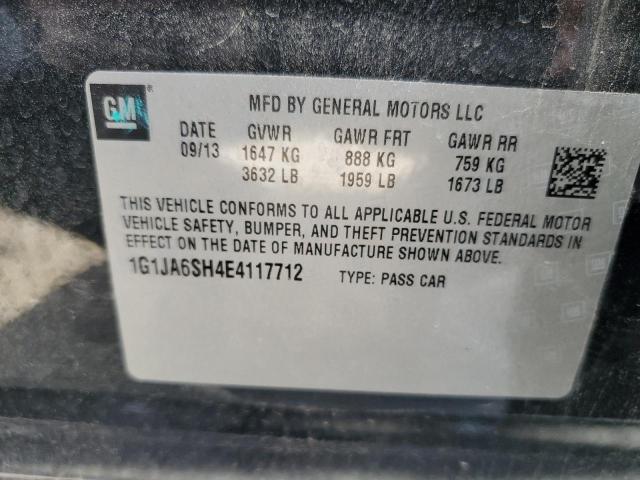 GM
MFD BY GENERAL MOTORS LLC
DATE GVWR GAWR FRT GAWR RR
09/13 1647 KG 888 KG 759 KG
3632 LB 1959 LB 1673 LB
THIS VEHICLE CONFORMS TO ALL APPLICABLE U.S. FEDERAL MOTOR
VEHICLE SAFETY, BUMPER, AND THEFT PREVENTION STANDARDS IN
EFFECT ON THE DATE OF MANUFACTURE SHOWN ABOVE.
1G1JA6SH4E4117712 TYPE: PASS CAR